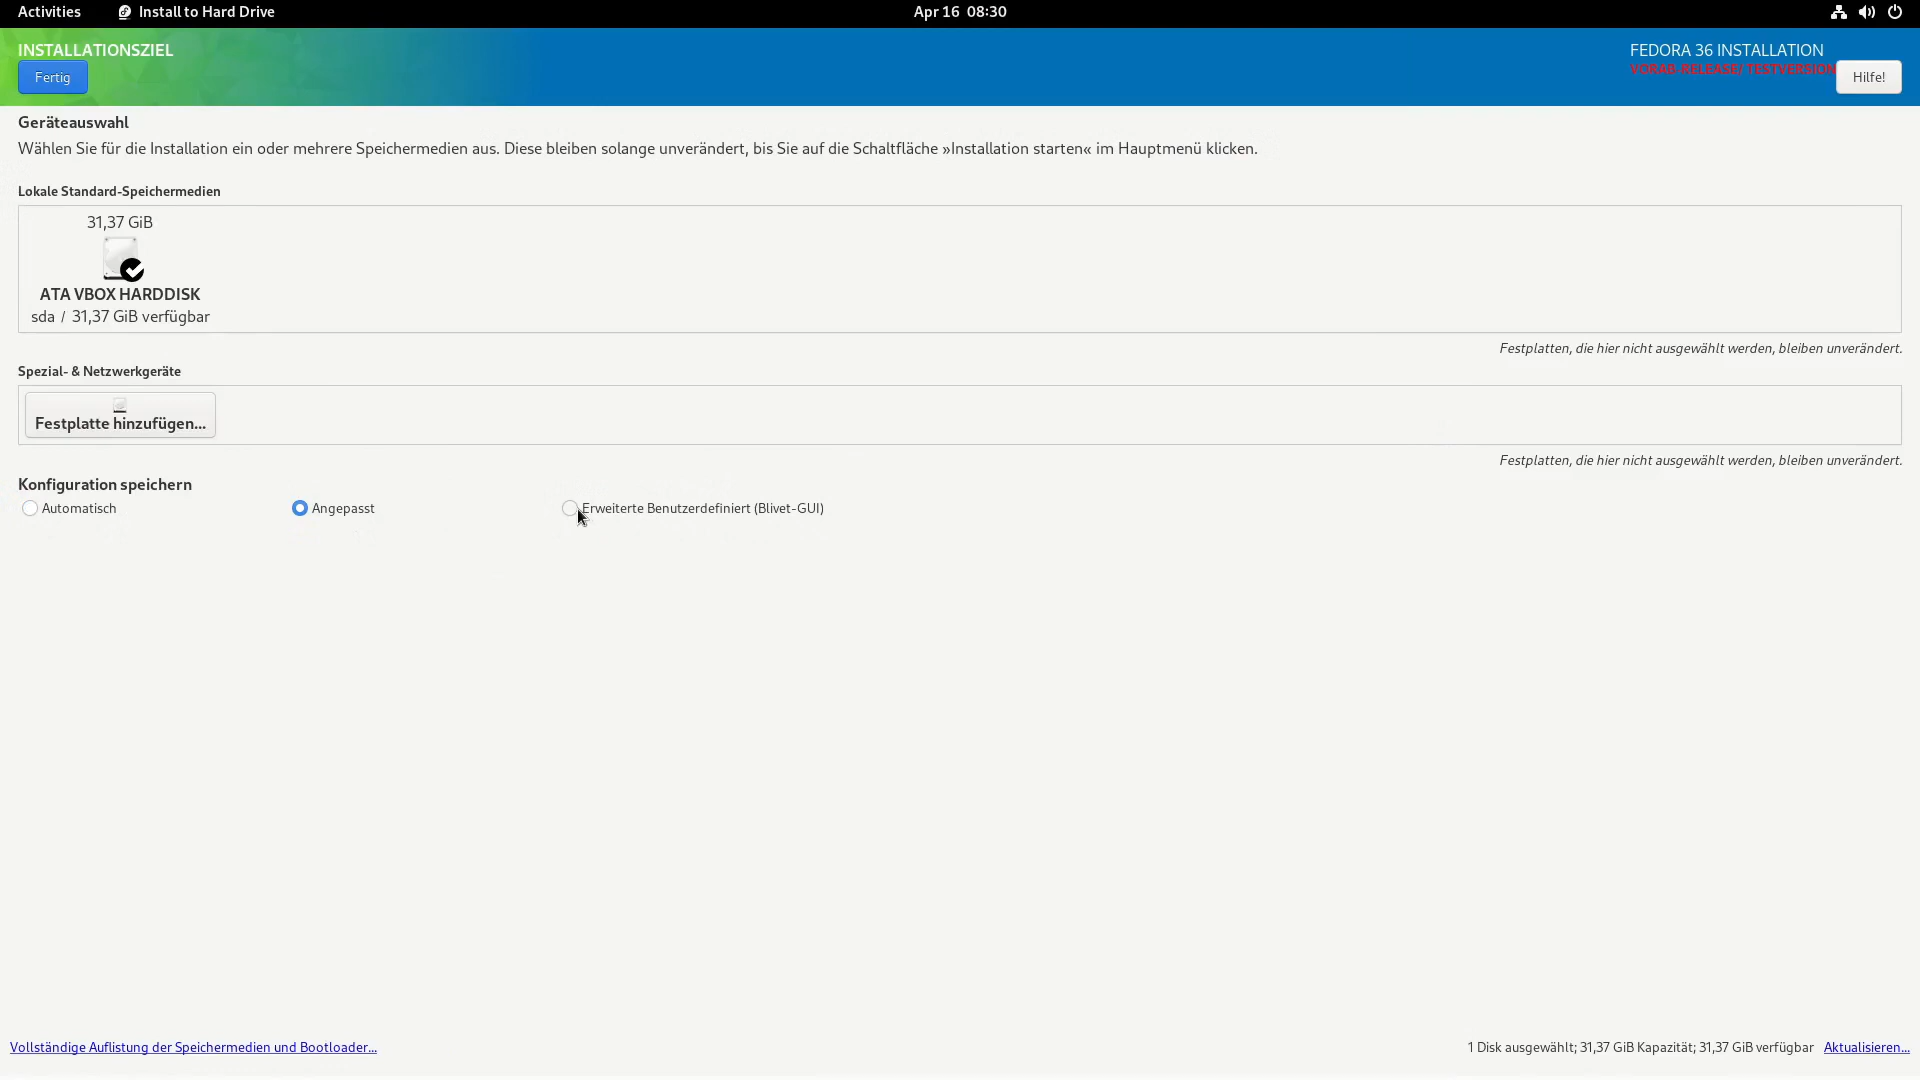 Activities
Install to Hard Drive
Apr 16 08:30
INSTALLATIONSZIEL
Fertig
FEDORA 36 INSTALLATION
VORAB-RELEASE/ TESTVERSION
Hilfe!
Geräteauswahl
Wählen Sie für die Installation ein oder mehrere Speichermedien aus. Diese bleiben solange unverändert, bis Sie auf die Schaltfläche »Installation starten« im Hauptmenü klicken.
Lokale Standard-Speichermedien
31,37 GiB
ATA VBOX HARDDISK
sda / 31,37 GiB verfügbar
Festplatten, die hier nicht ausgewählt werden, bleiben unverändert.
Spezial- & Netzwerkgeräte
Festplatte hinzufügen...
Festplatten, die hier nicht ausgewählt werden, bleiben unverändert.
Konfiguration speichern
Automatisch
Angepasst
Erweiterte Benutzerdefiniert (Blivet-GUI)
Vollständige Auflistung der Speichermedien und Bootloader...
1 Disk ausgewählt; 31,37 GiB Kapazität; 31,37 GiB verfügbar
Aktualisieren...